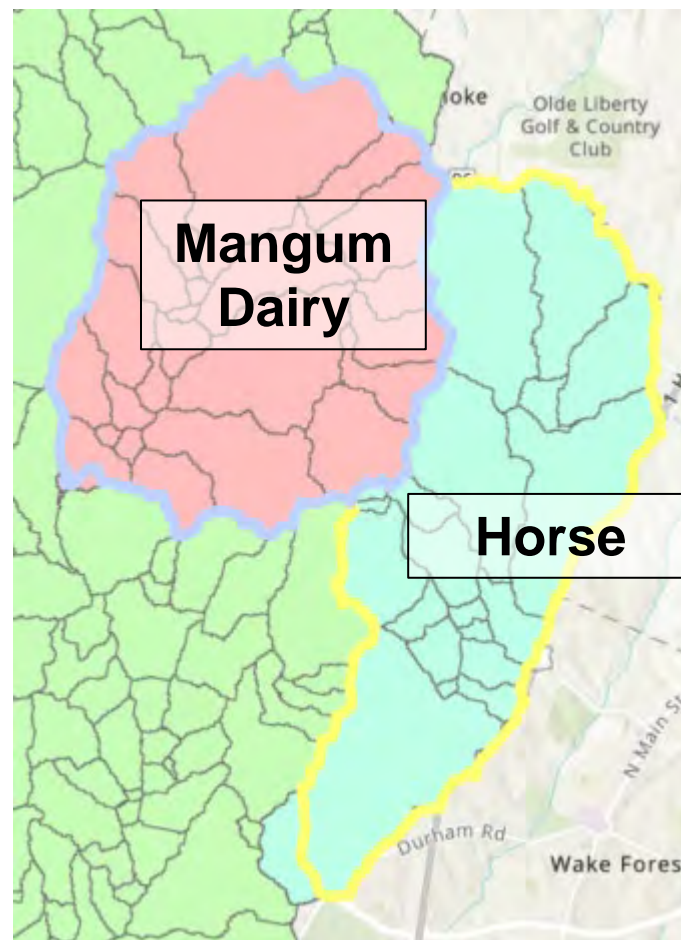 Olde Liberty
Golf & Country
Club
Mangum
Dairy
Horse
N Main St
Durham Rd
Wake Fores